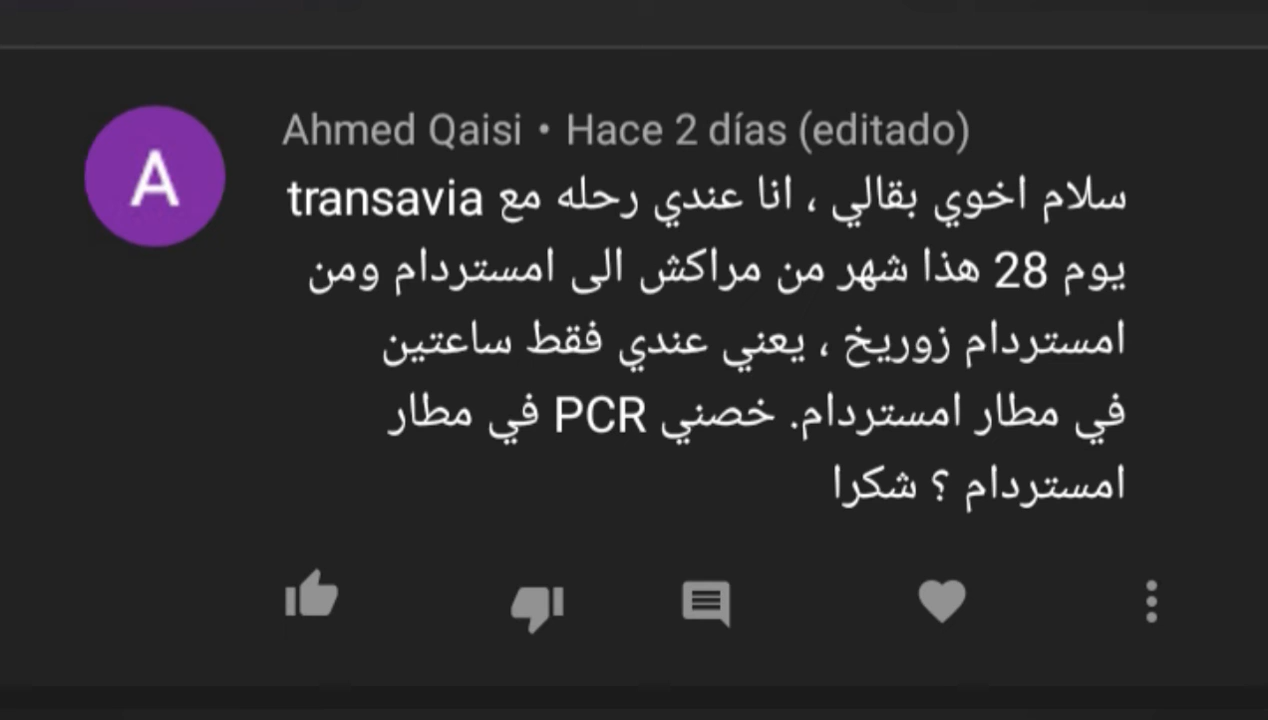 A
Ahmed Qaisi • Hace 2 días (editado)
سلام اخوي بقالي ، انا عندي رحله مع transavia
يوم 28 هذا شهر من مراكش الى امستردام ومن
امستردام زوريخ ، يعني عندي فقط ساعتين
في مطار امستردام. خصني PCR في مطار
امستردام ؟ شكرا